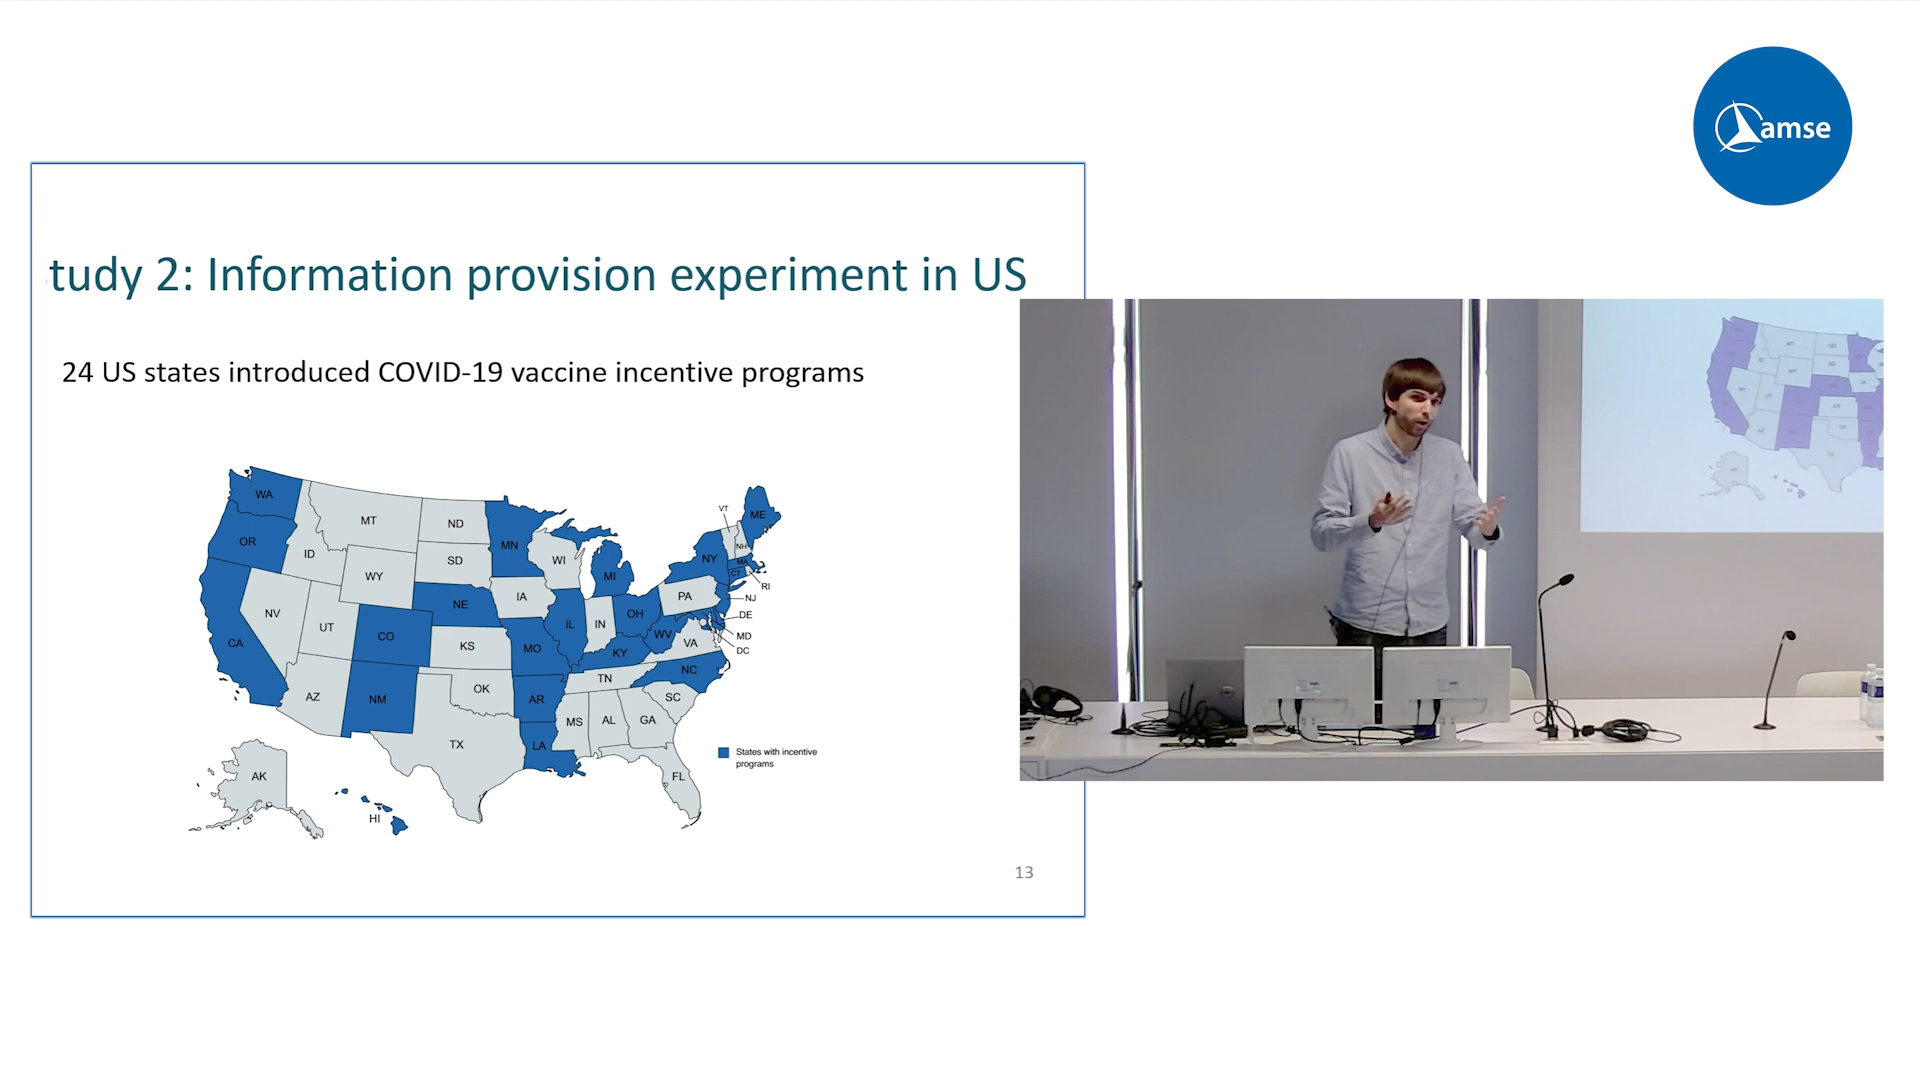 amse
tudy 2: Information provision experiment in US
24 US states introduced COVID-19 vaccine incentive programs
WA
MT
ND
MN
VT
ME
OR
ID
SD
WI
MI
NY
NH
MA
CT
RI
WY
NE
IA
PA
NJ
NV
UT
CO
IL
IN
OH
DE
CA
KS
MO
WV
VA
MD
KY
DC
AZ
NM
OK
AR
TN
NC
SC
MS
AL
GA
TX
LA
FL
AK
HI
States with incentive
programs
13